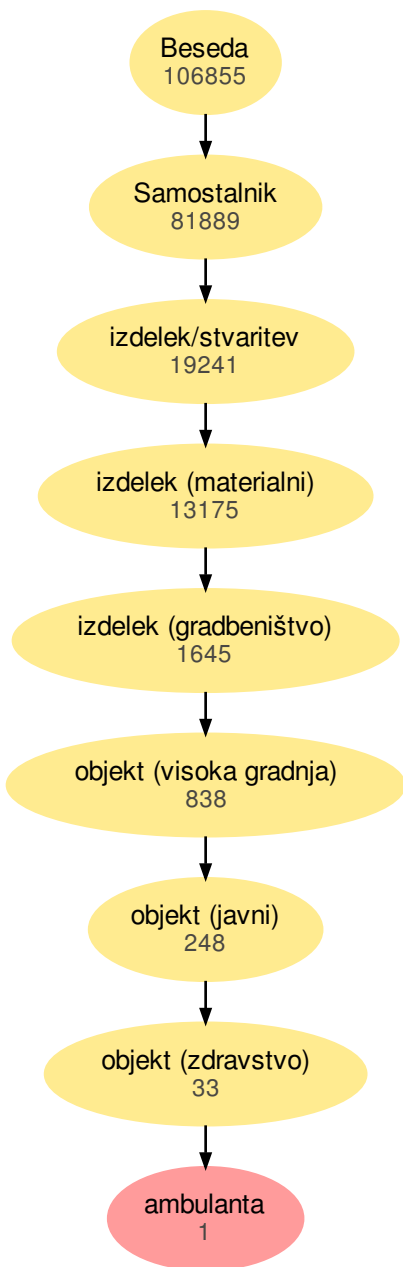 Beseda
106855
Samostalnik
81889
izdelek/stvaritev
19241
izdelek (materialni)
13175
izdelek (gradbeništvo)
1645
objekt (visoka gradnja)
838
objekt (javni)
248
objekt (zdravstvo)
33
ambulanta
1